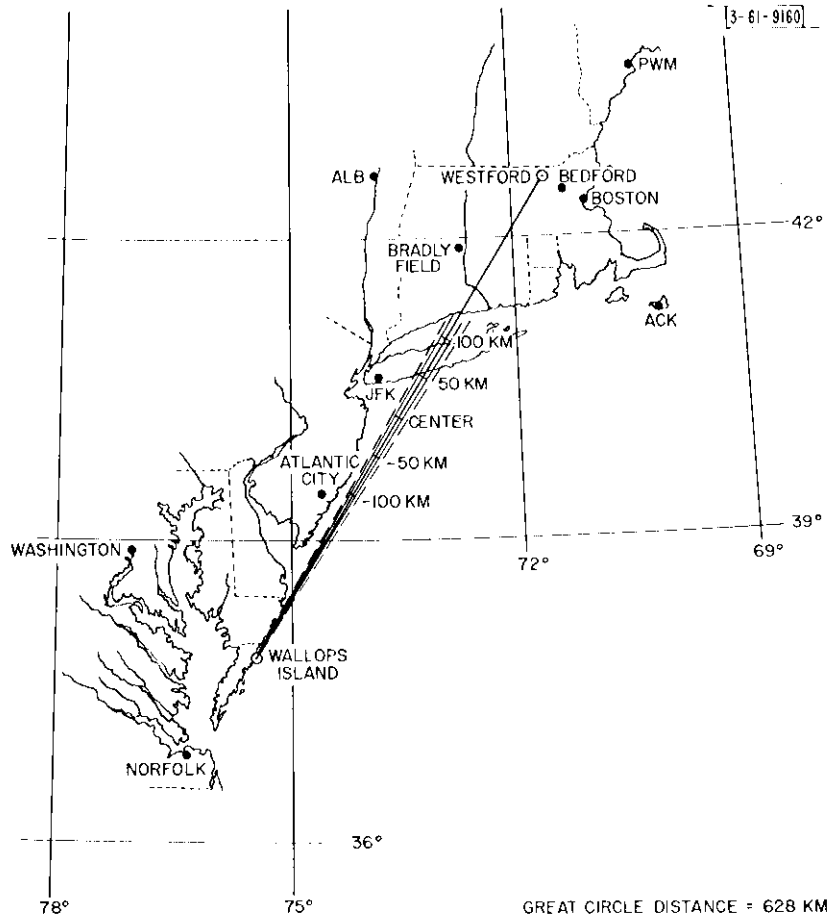 3-61-9160
PWM
ALB
WESTFORD
BEDFORD
BOSTON
42°
BRADLY
FIELD
ACK
100 KM
JFK
50 KM
CENTER
ATLANTIC
CITY
-50 KM
-100 KM
WASHINGTON
39°
72°
69°
WALLOPS
ISLAND
NORFOLK
36°
78°
75°
GREAT CIRCLE DISTANCE = 628 KM